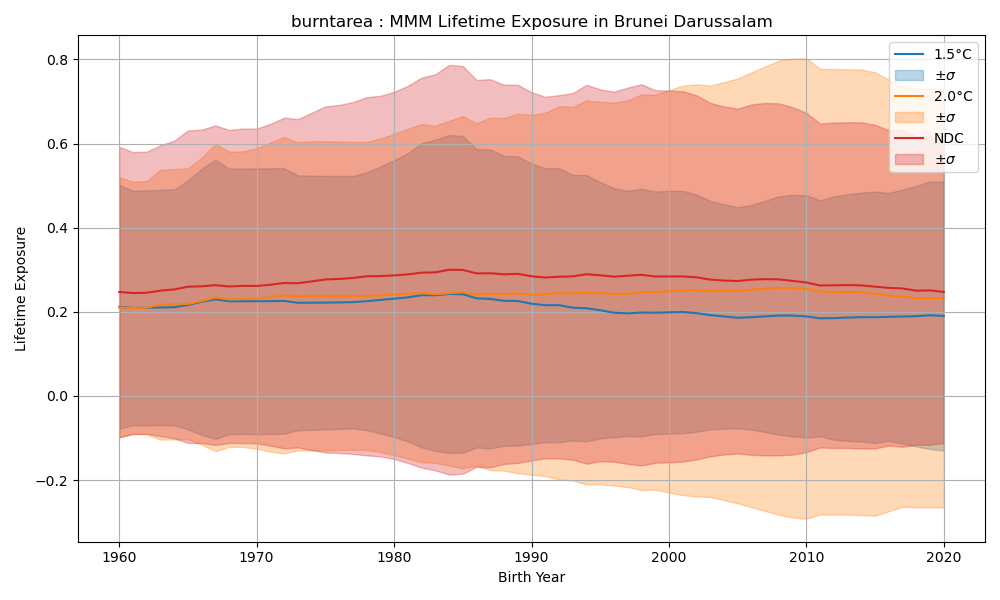 burntarea : MMM Lifetime Exposure in Brunei Darussalam
Lifetime Exposure
0.8
0.6
0.4
0.2
0.0
−0.2
1960
1970
1980
1990
2000
2010
2020
Birth Year
1.5°C
±σ
2.0°C
±σ
NDC
±σ